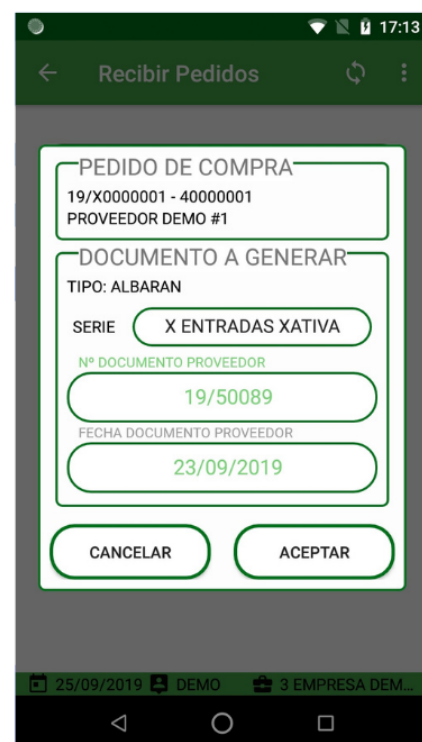 17:13
Recibir Pedidos
PEDIDO DE COMPRA
19/X0000001 - 40000001
PROVEEDOR DEMO #1
DOCUMENTO A GENERAR
TIPO: ALBARAN
SERIE X ENTRADAS XATIVA
Nº DOCUMENTO PROVEEDOR
19/50089
FECHA DOCUMENTO PROVEEDOR
23/09/2019
CANCELAR ACEPTAR
25/09/2019 DEMO 3 EMPRESA DEM...